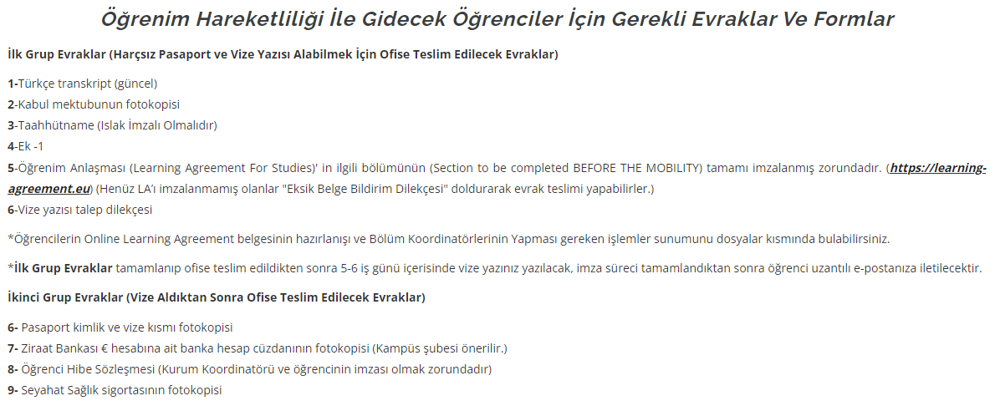 Öğrenim Hareketliliği İle Gidecek Öğrenciler İçin Gerekli Evraklar Ve Formlar
İlk Grup Evraklar (Harçsız Pasaport ve Vize Yazısı Alabilmek İçin Ofise Teslim Edilecek Evraklar)
1-Türkçe transkript (güncel)
2-Kabul mektubunun fotokopisi
3-Taahhütname (Islak İmzalı Olmalıdır)
4-Ek -1
5-Öğrenim Anlaşması (Learning Agreement For Studies)' in ilgili bölümünün (Section to be completed BEFORE THE MOBILITY) tamamı imzalanmış zorundadır. (https://learning-
agreement.eu) (Henüz LA’ı imzalanmamış olanlar "Eksik Belge Bildirim Dilekçesi" doldurarak evrak teslimi yapabilirler.)
6-Vize yazısı talep dilekçesi
*Öğrencilerin Online Learning Agreement belgesinin hazırlanışı ve Bölüm Koordinatörlerinin Yapması gereken işlemler sunumunu dosyalar kısmında bulabilirsiniz.
*İlk Grup Evraklar tamamlanıp ofise teslim edildikten sonra 5-6 iş günü içerisinde vize yazınız yazılacak, imza süreci tamamlandıktan sonra öğrenci uzantılı e-postanıza iletilecektir.
İkinci Grup Evraklar (Vize Aldıktan Sonra Ofise Teslim Edilecek Evraklar)
6- Pasaport kimlik ve vize kısmı fotokopisi
7- Ziraat Bankası € hesabına ait banka hesap cüzdanının fotokopisi (Kampüs şubesi önerilir.)
8- Öğrenci Hibe Sözleşmesi (Kurum Koordinatörü ve öğrencinin imzası olmak zorundadır)
9- Seyahat Sağlık sigortasının fotokopisi